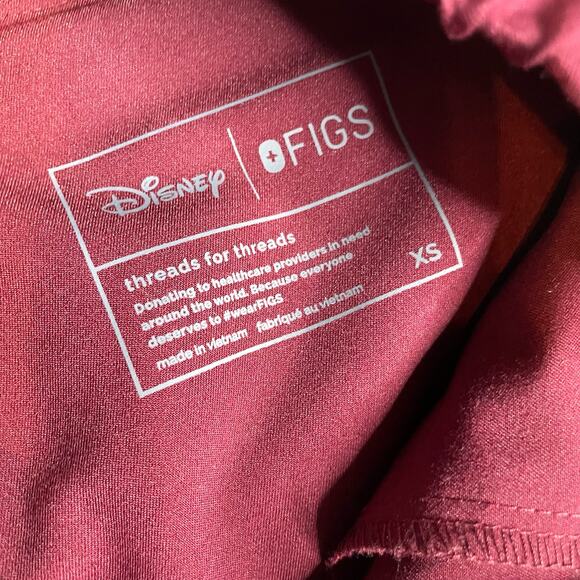 Disney | FIGS
threads for threads
Donating to healthcare providers in need
around the world. Because everyone
deserves to #wearFIGS
made in vietnam fabriqué au vietnam
XS